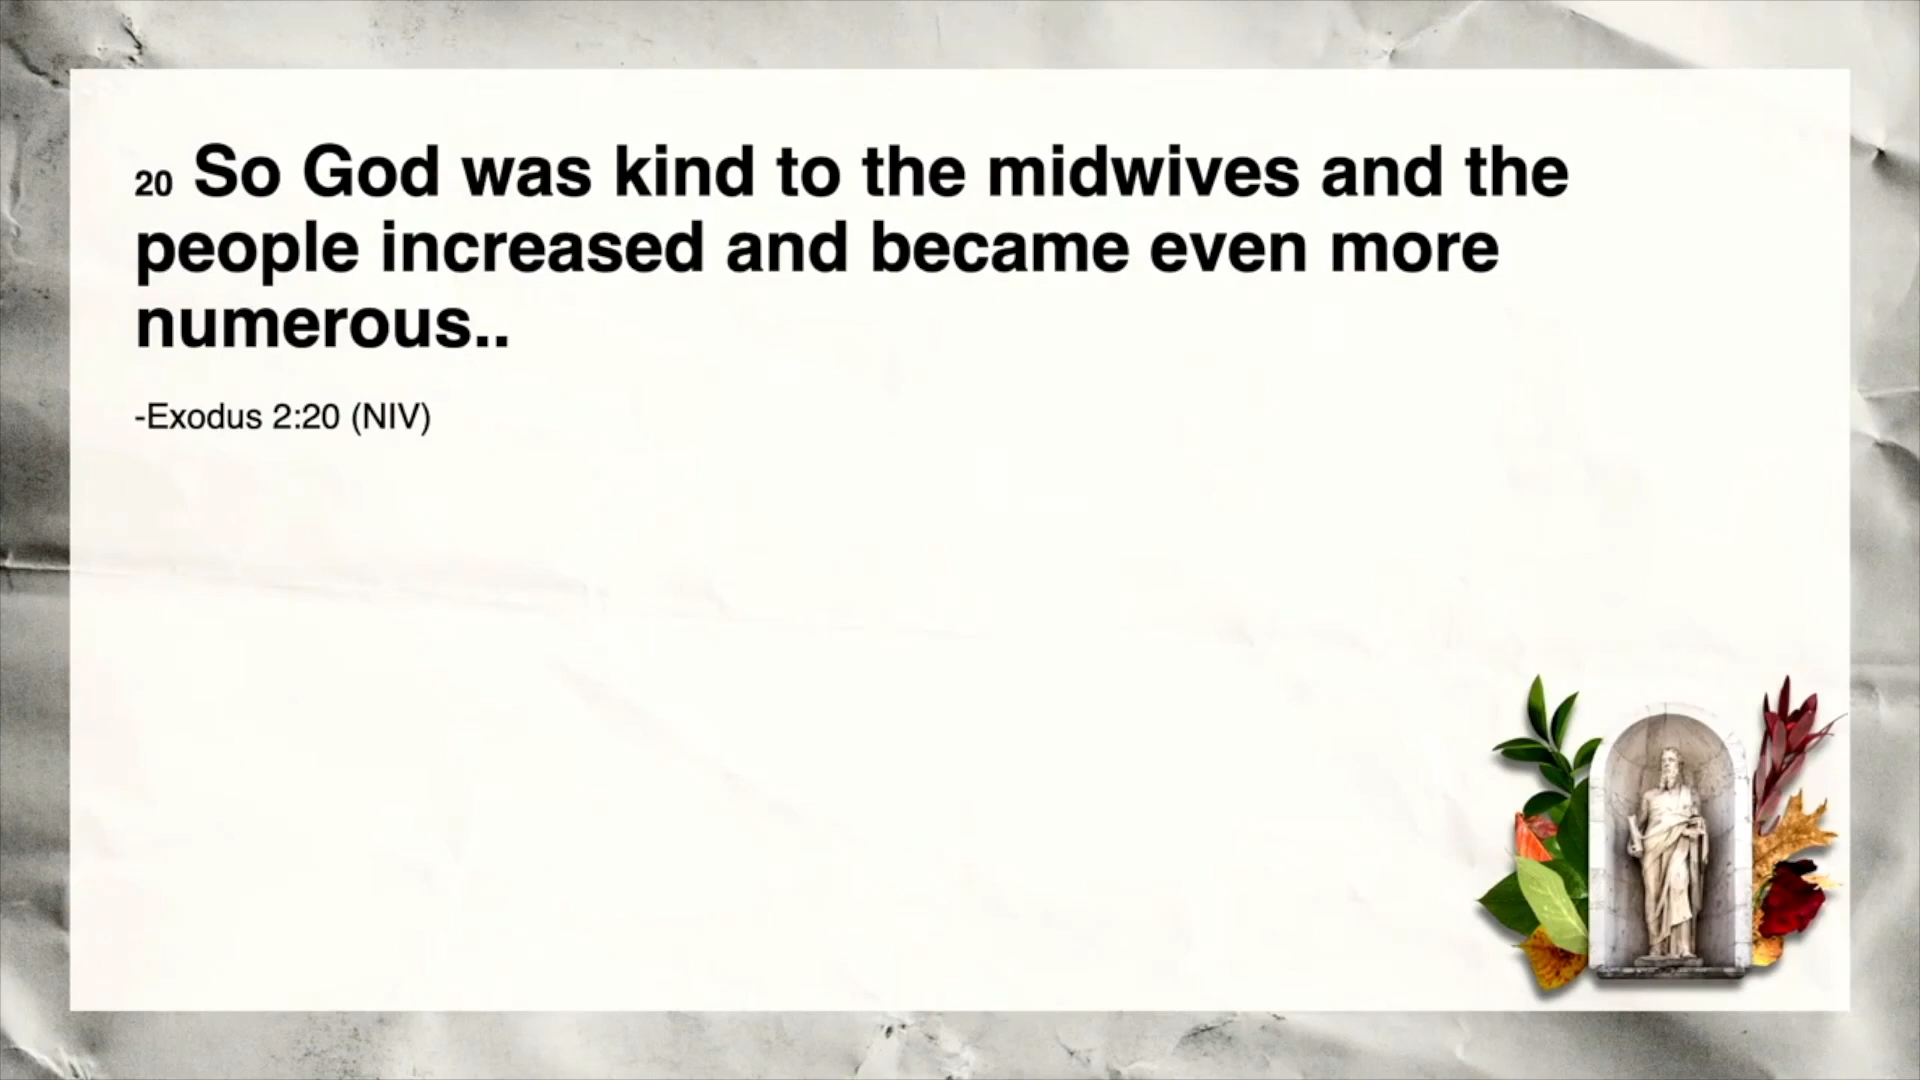 20 So God was kind to the midwives and the
people increased and became even more
numerous..
-Exodus 2:20 (NIV)